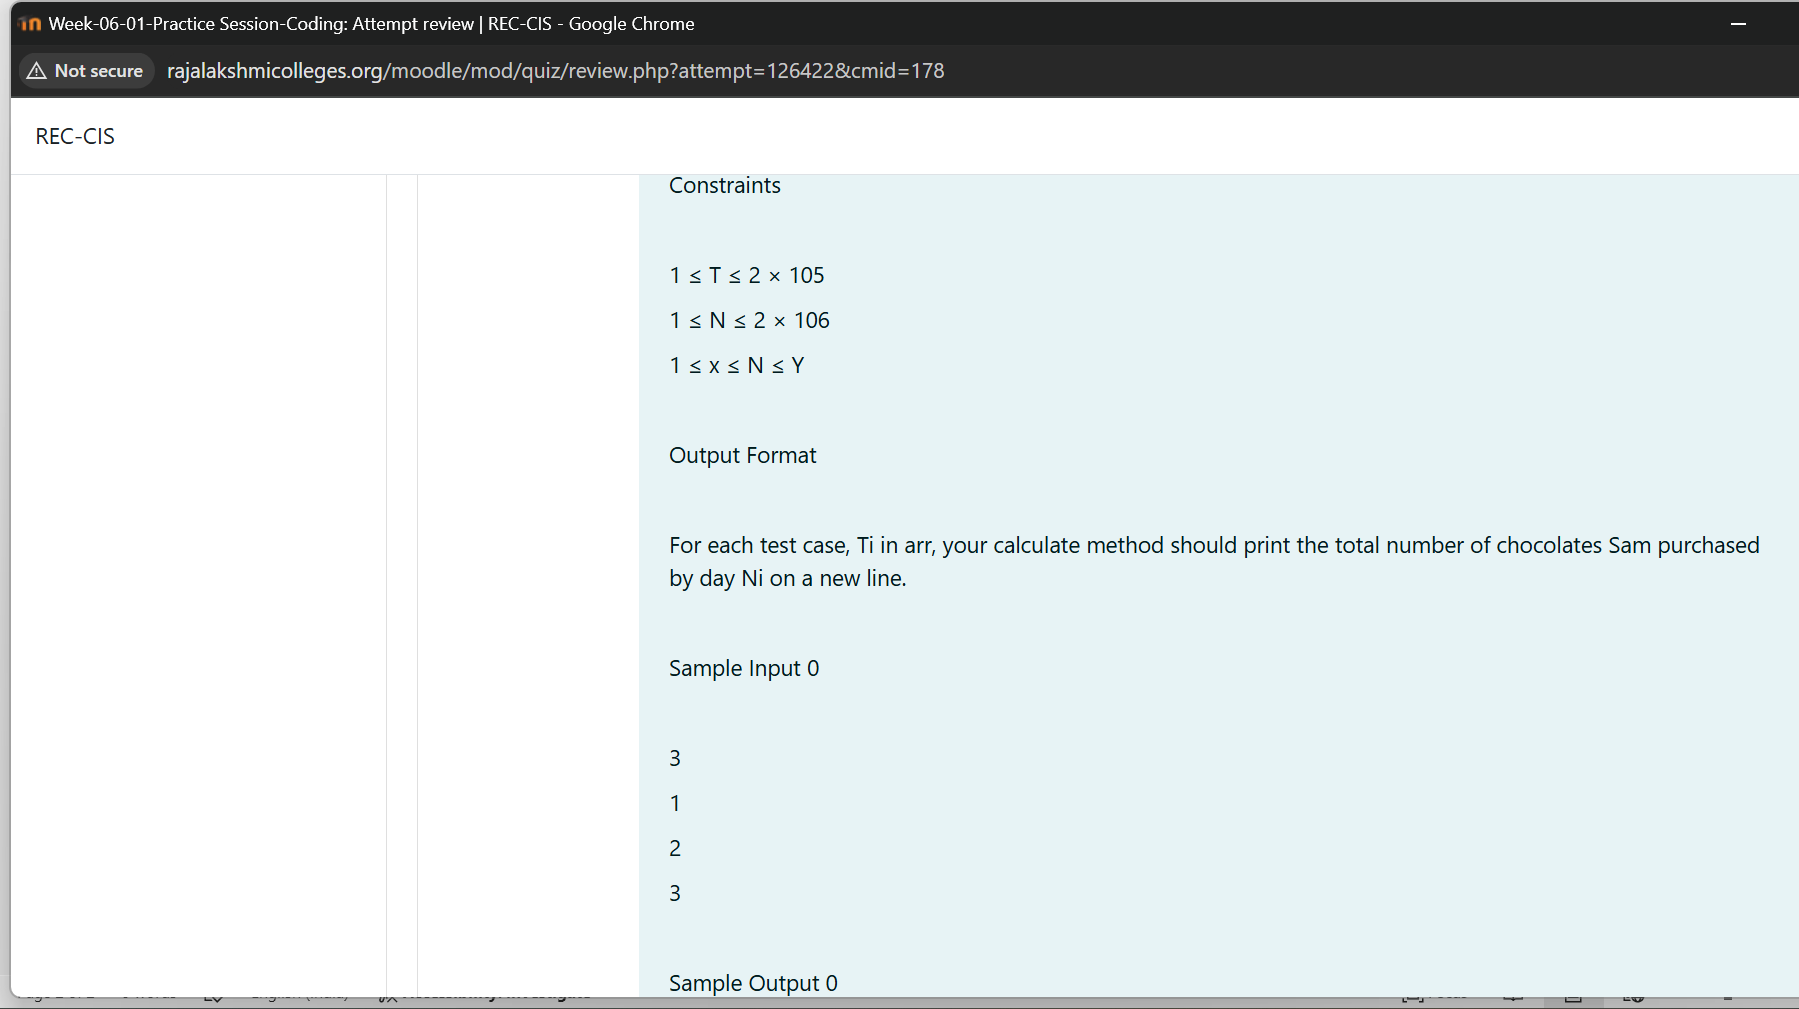 Week-06-01-Practice Session-Coding: Attempt review | REC-CIS - Google Chrome
Not secure rajalakshmicolleges.org/moodle/mod/quiz/review.php?attempt=126422&cmid=178
REC-CIS
Constraints
1 ≤ T ≤ 2 × 105
1 ≤ N ≤ 2 × 106
1 ≤ x ≤ N ≤ Y
Output Format
For each test case, Ti in arr, your calculate method should print the total number of chocolates Sam purchased
by day Ni on a new line.
Sample Input 0
3
1
2
3
Sample Output 0